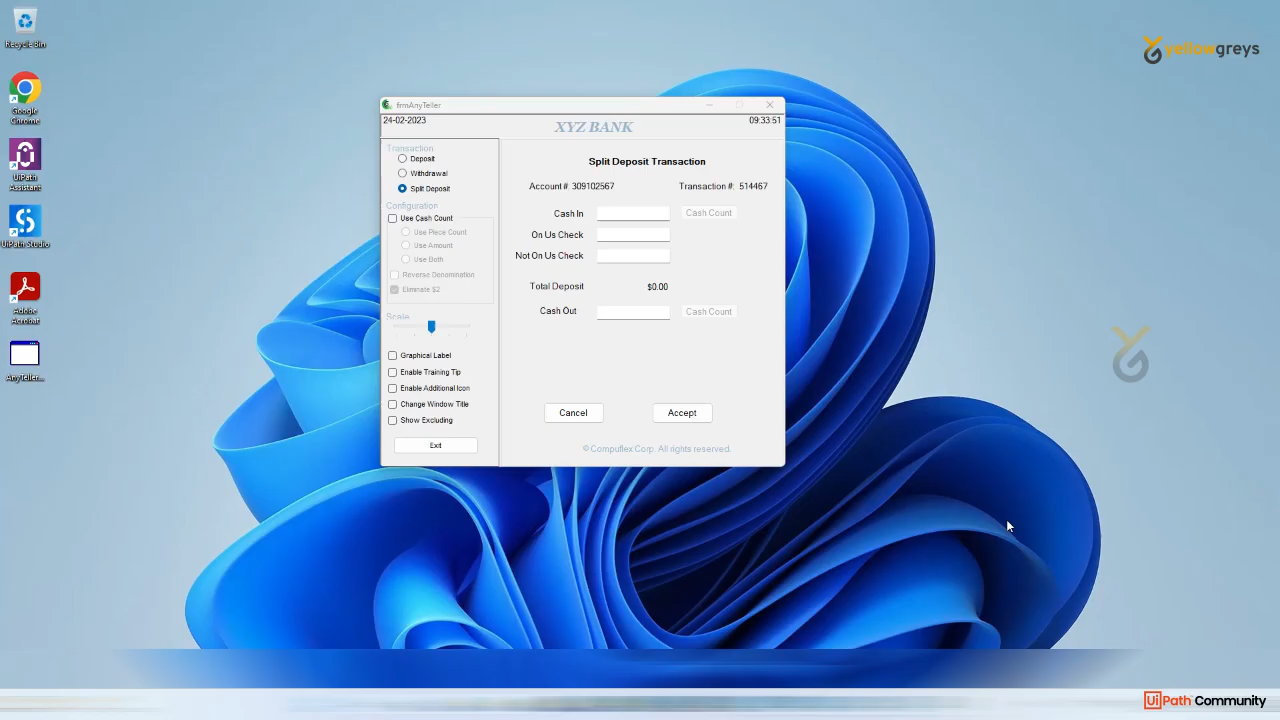 Recycle Bin
Google
Chrome
UiPath
Assistant
UiPath Studio
Adobe
Acrobat
AnyTeller...
yellowgreys
frmAnyTeller
24-02-2023
XYZ BANK
09:33:51
Transaction
Deposit
Withdrawal
Split Deposit
Configuration
Use Cash Count
Use Piece Count
Use Amount
Use Both
Reverse Denomination
Eliminate $2
Scale
Graphical Label
Enable Training Tip
Enable Additional Icon
Change Window Title
Show Excluding
Exit
Split Deposit Transaction
Account #: 309102567 Transaction #: 514467
Cash In Cash Count
On Us Check
Not On Us Check
Total Deposit $0.00
Cash Out Cash Count
Cancel Accept
© Compuflex Corp. All rights reserved.
UiPath Community